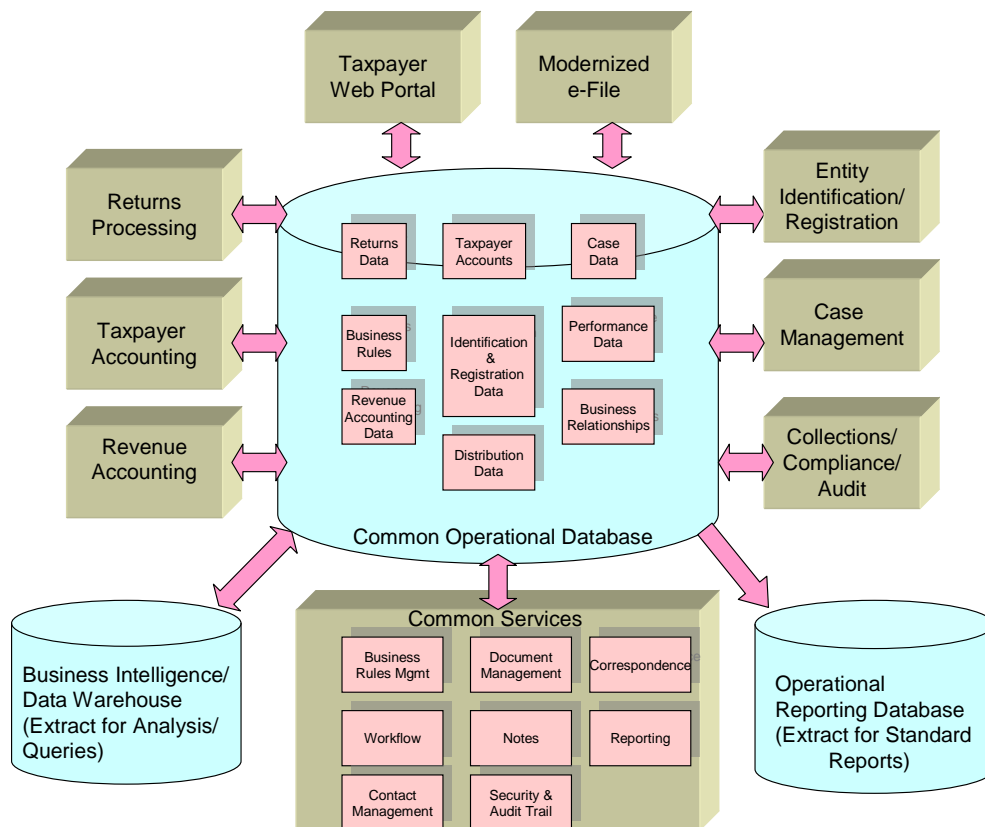 Taxpayer
Web Portal
Modernized
e-File
Returns
Processing
Entity
Identification/
Registration
Returns
Data
Taxpayer
Accounts
Case
Data
Taxpayer
Accounting
Case
Management
Business
Rules
Identification
&
Registration
Data
Performance
Data
Revenue
Accounting
Data
Business
Relationships
Revenue
Accounting
Collections/
Compliance/
Audit
Distribution
Data
Common Operational Database
Common Services
Business Intelligence/
Data Warehouse
(Extract for Analysis/
Queries)
Business
Rules Mgmt
Document
Management
Correspondence
Workflow
Notes
Reporting
Contact
Management
Security &
Audit Trail
Operational
Reporting Database
(Extract for Standard
Reports)